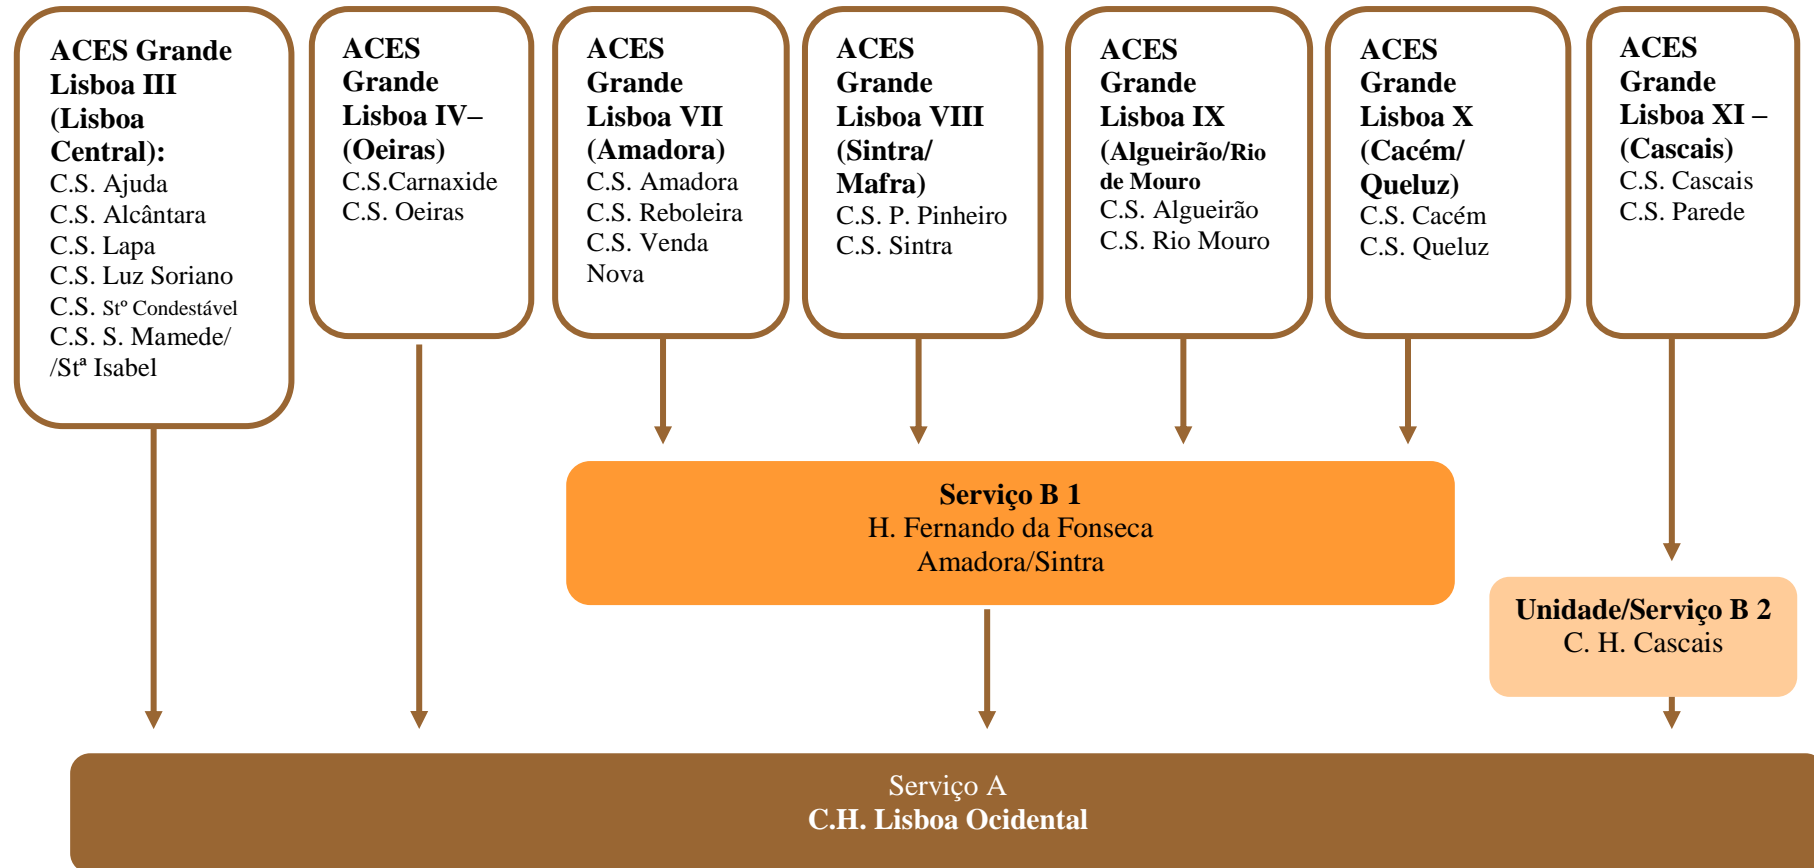 ACES Grande
Lisboa III
(Lisboa
Central):
C.S. Ajuda
C.S. Alcântara
C.S. Lapa
C.S. Luz Soriano
C.S. Stº Condestável
C.S. S. Mamede/
/Stª Isabel
ACES
Grande
Lisboa IV–
(Oeiras)
C.S.Carnaxide
C.S. Oeiras
ACES
Grande
Lisboa VII
(Amadora)
C.S. Amadora
C.S. Reboleira
C.S. Venda
Nova
ACES
Grande
Lisboa VIII
(Sintra/
Mafra)
C.S. P. Pinheiro
C.S. Sintra
ACES
Grande
Lisboa IX
(Algueirão/Rio
de Mouro
C.S. Algueirão
C.S. Rio Mouro
ACES
Grande
Lisboa X
(Cacém/
Queluz)
C.S. Cacém
C.S. Queluz
ACES
Grande
Lisboa XI –
(Cascais)
C.S. Cascais
C.S. Parede
Serviço B 1
H. Fernando da Fonseca
Amadora/Sintra
Unidade/Serviço B 2
C. H. Cascais
Serviço A
C.H. Lisboa Ocidental